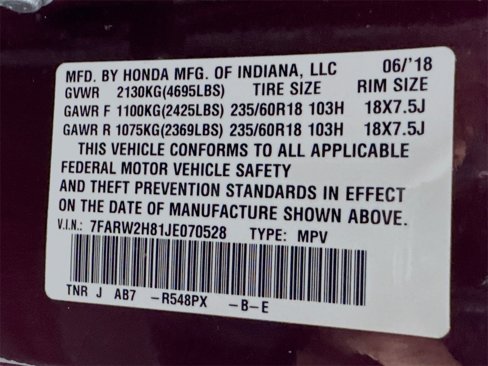 MFD. BY HONDA MFG. OF INDIANA, LLC 06/'18
GVWR 2130KG(4695LBS) TIRE SIZE RIM SIZE
GAWR F 1100KG(2425LBS) 235/60R18 103H 18X7.5J
GAWR R 1075KG(2369LBS) 235/60R18 103H 18X7.5J
THIS VEHICLE CONFORMS TO ALL APPLICABLE
FEDERAL MOTOR VEHICLE SAFETY
AND THEFT PREVENTION STANDARDS IN EFFECT
ON THE DATE OF MANUFACTURE SHOWN ABOVE.
V.I.N.: 7FARW2H81JE070528 TYPE: MPV
TNR J AB7 -R548PX -B-E